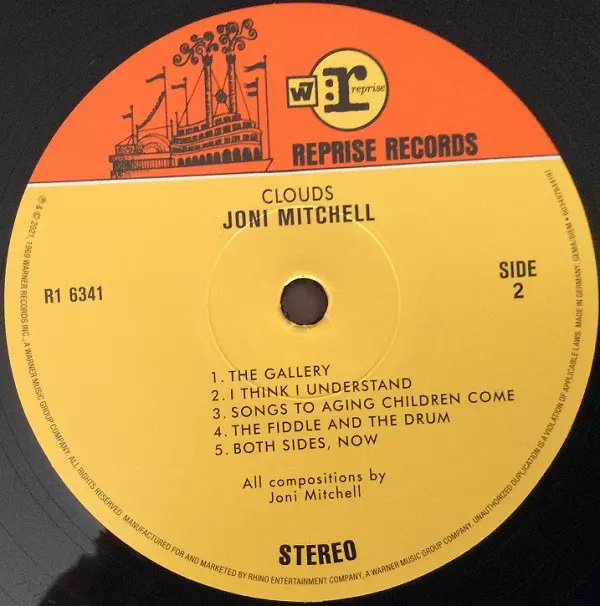 W
r reprise
REPRISE RECORDS
CLOUDS
JONI MITCHELL
R1 6341
SIDE
2
1. THE GALLERY
2. I THINK I UNDERSTAND
3. SONGS TO AGING CHILDREN COME
4. THE FIDDLE AND THE DRUM
5. BOTH SIDES, NOW
All compositions by
Joni Mitchell
STEREO
℗ & © 2021, 1969 WARNER RECORDS INC., A WARNER MUSIC GROUP COMPANY. ALL RIGHTS RESERVED. MANUFACTURED FOR AND MARKETED BY RHINO ENTERTAINMENT COMPANY, A WARNER MUSIC GROUP COMPANY. UNAUTHORIZED DUPLICATION IS A VIOLATION OF APPLICABLE LAWS. MADE IN GERMANY.